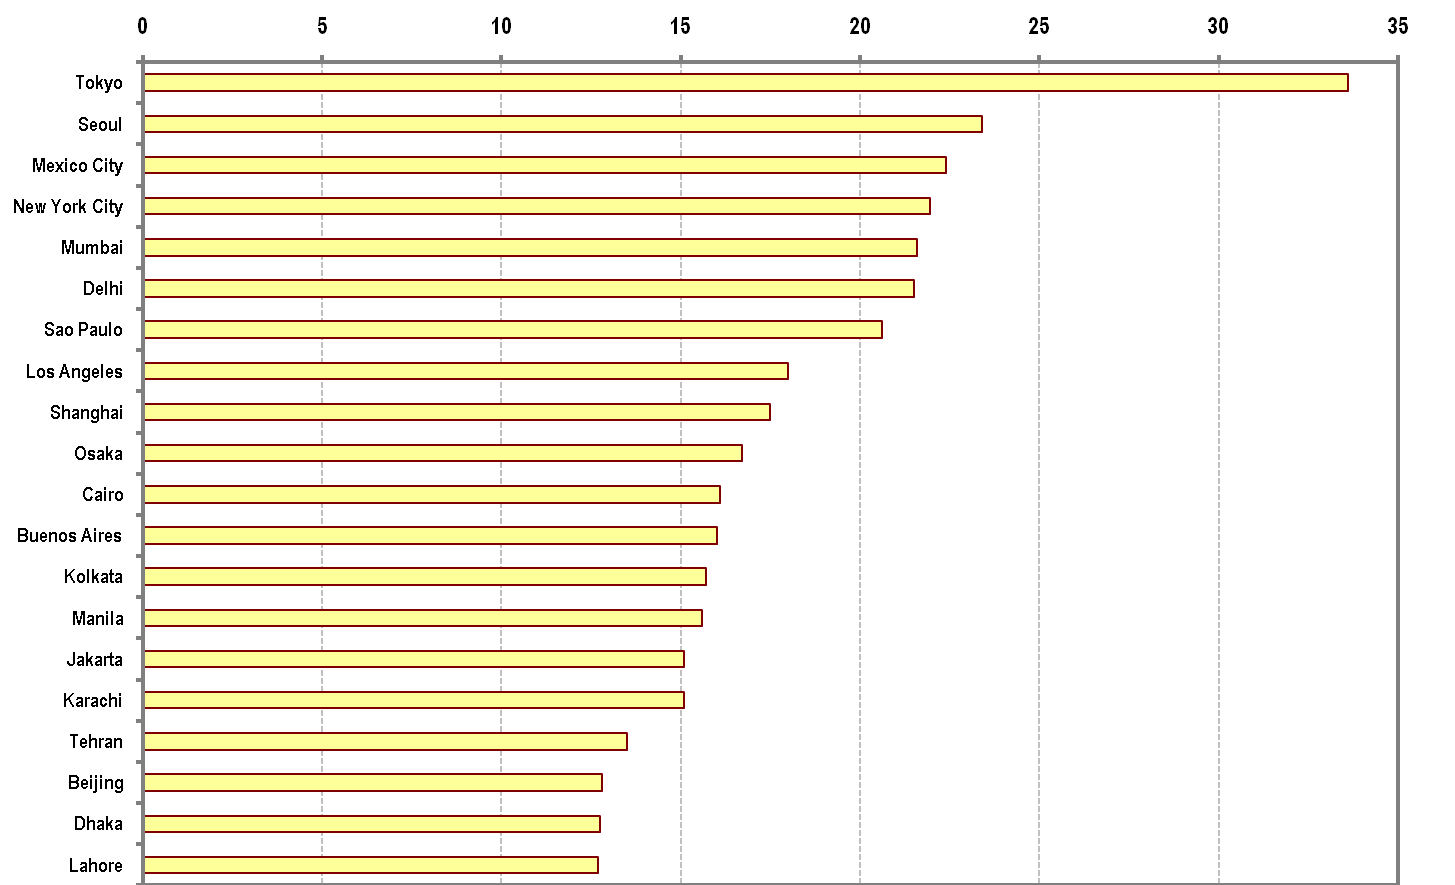 0 5 10 15 20 25 30 35
Tokyo
Seoul
Mexico City
New York City
Mumbai
Delhi
Sao Paulo
Los Angeles
Shanghai
Osaka
Cairo
Buenos Aires
Kolkata
Manila
Jakarta
Karachi
Tehran
Beijing
Dhaka
Lahore